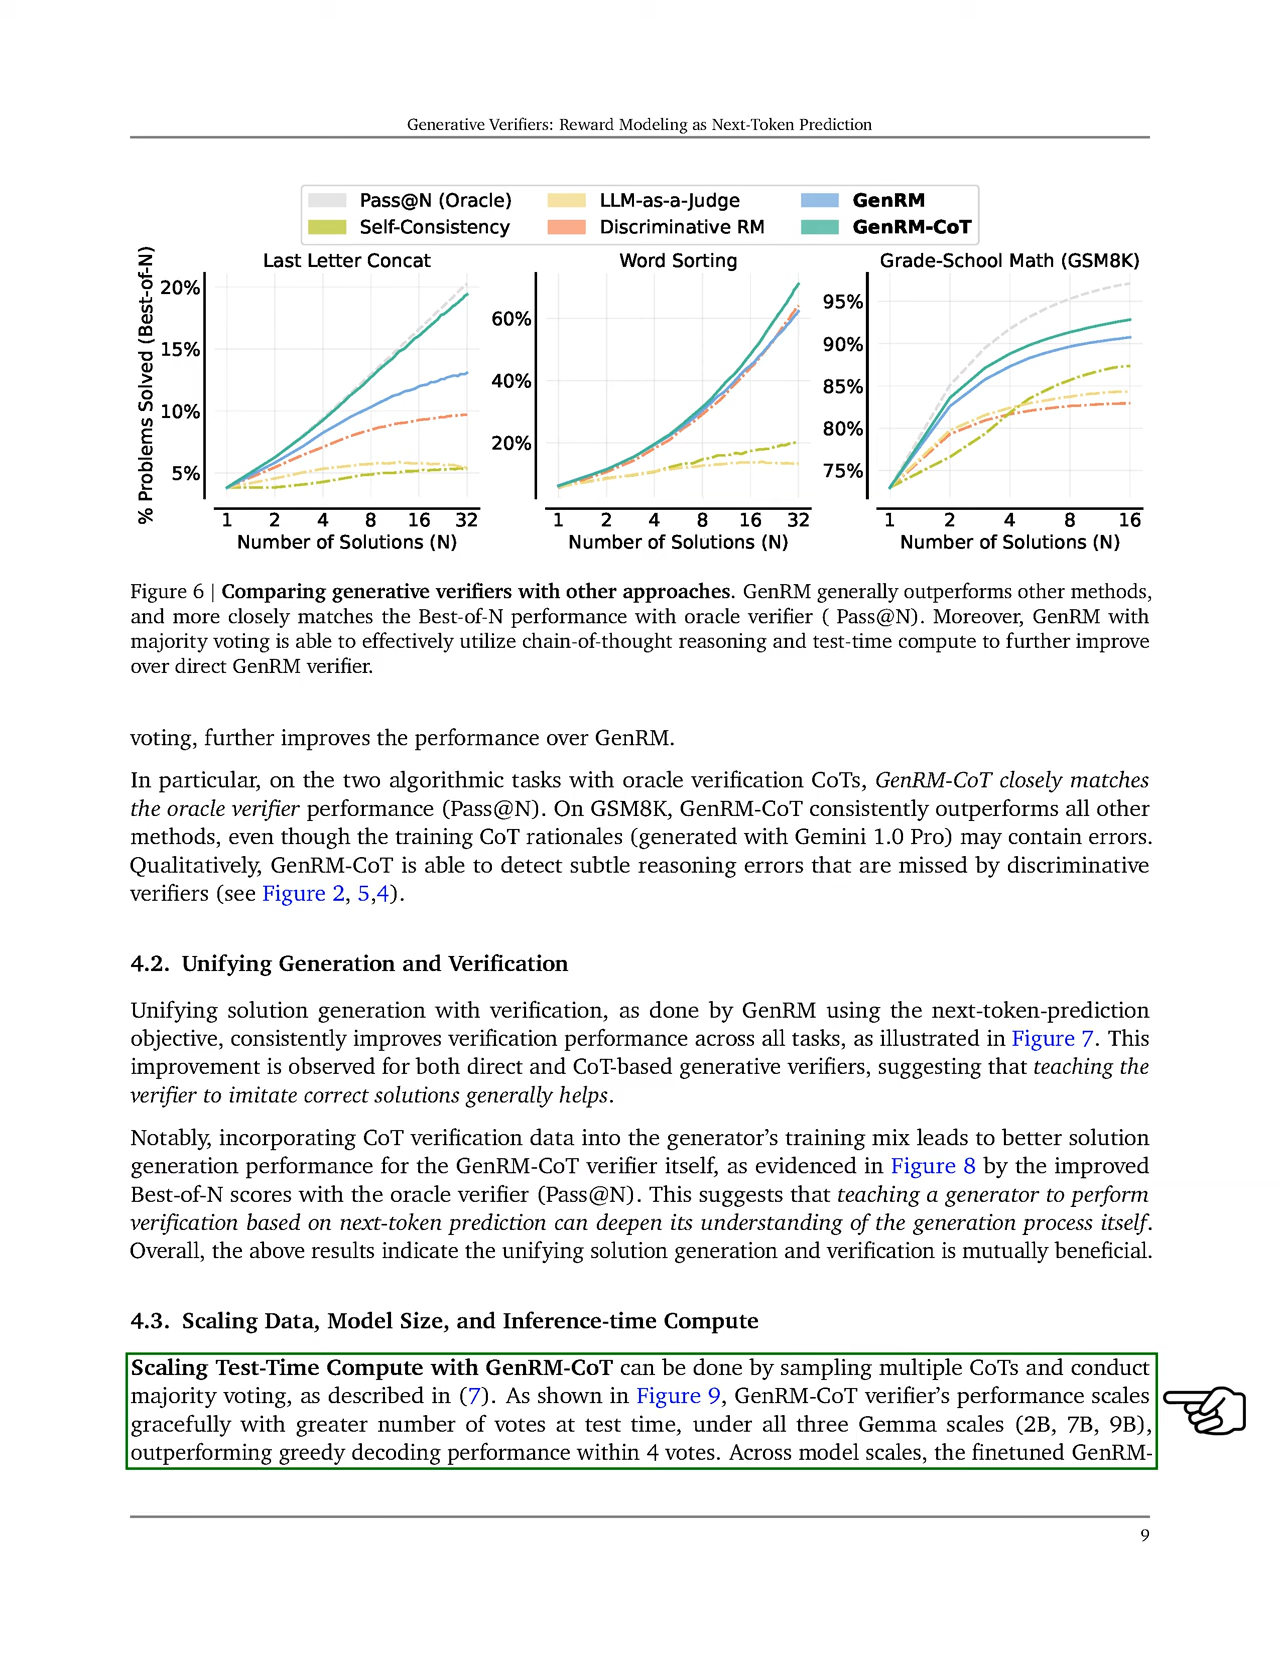 Generative Verifiers: Reward Modeling as Next-Token Prediction
Pass@N (Oracle)
LLM-as-a-Judge
GenRM
Self-Consistency
Discriminative RM
GenRM-CoT
% Problems Solved (Best-of-N)
Last Letter Concat
20%
15%
10%
5%
1 2 4 8 16 32
Number of Solutions (N)
Word Sorting
60%
40%
20%
1 2 4 8 16 32
Number of Solutions (N)
Grade-School Math (GSM8K)
95%
90%
85%
80%
75%
1 2 4 8 16
Number of Solutions (N)
Figure 6 | Comparing generative verifiers with other approaches. GenRM generally outperforms other methods,
and more closely matches the Best-of-N performance with oracle verifier ( Pass@N). Moreover, GenRM with
majority voting is able to effectively utilize chain-of-thought reasoning and test-time compute to further improve
over direct GenRM verifier.
voting, further improves the performance over GenRM.
In particular, on the two algorithmic tasks with oracle verification CoTs, GenRM-CoT closely matches
the oracle verifier performance (Pass@N). On GSM8K, GenRM-CoT consistently outperforms all other
methods, even though the training CoT rationales (generated with Gemini 1.0 Pro) may contain errors.
Qualitatively, GenRM-CoT is able to detect subtle reasoning errors that are missed by discriminative
verifiers (see Figure 2, 5,4).
4.2. Unifying Generation and Verification
Unifying solution generation with verification, as done by GenRM using the next-token-prediction
objective, consistently improves verification performance across all tasks, as illustrated in Figure 7. This
improvement is observed for both direct and CoT-based generative verifiers, suggesting that teaching the
verifier to imitate correct solutions generally helps.
Notably, incorporating CoT verification data into the generator's training mix leads to better solution
generation performance for the GenRM-CoT verifier itself, as evidenced in Figure 8 by the improved
Best-of-N scores with the oracle verifier (Pass@N). This suggests that teaching a generator to perform
verification based on next-token prediction can deepen its understanding of the generation process itself.
Overall, the above results indicate the unifying solution generation and verification is mutually beneficial.
4.3. Scaling Data, Model Size, and Inference-time Compute
Scaling Test-Time Compute with GenRM-CoT can be done by sampling multiple CoTs and conduct
majority voting, as described in (7). As shown in Figure 9, GenRM-CoT verifier's performance scales
gracefully with greater number of votes at test time, under all three Gemma scales (2B, 7B, 9B),
outperforming greedy decoding performance within 4 votes. Across model scales, the finetuned GenRM-
9